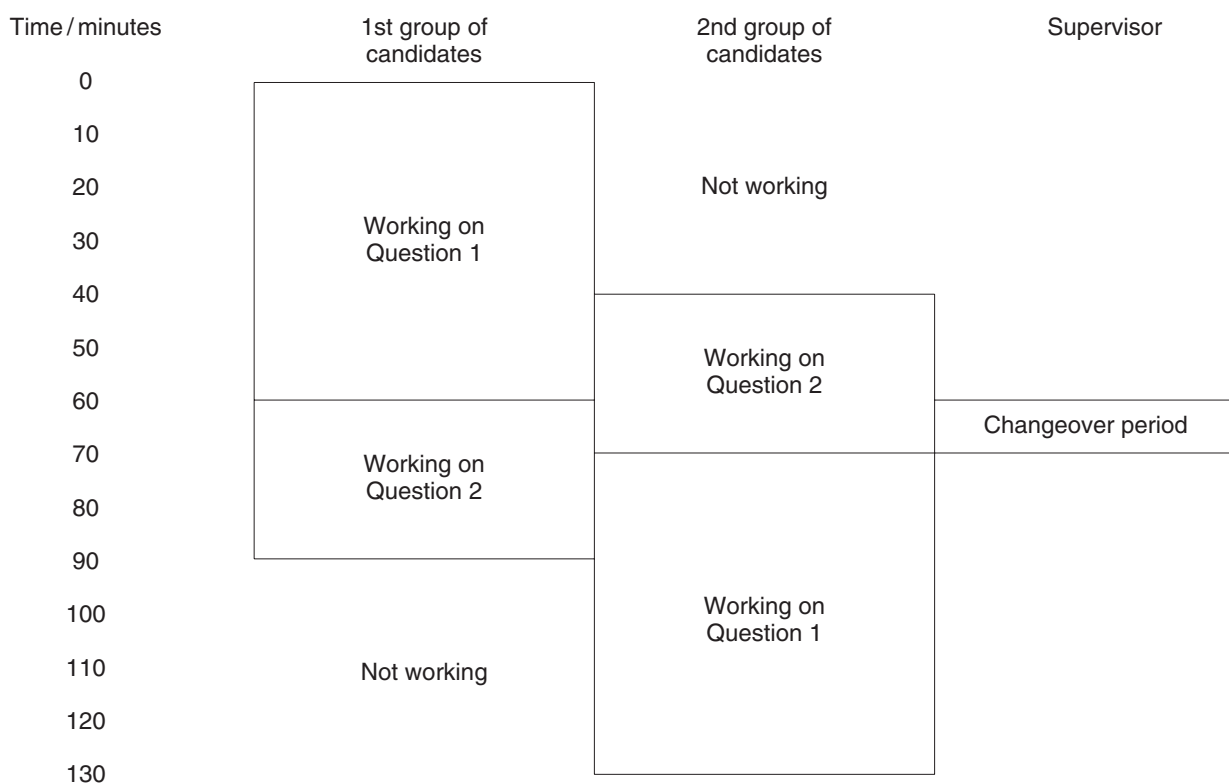 Time / minutes
1st group of
candidates
2nd group of
candidates
Supervisor
0
10
20
Not working
30
Working on
Question 1
40
50
Working on
Question 2
60
Changeover period
70
Working on
Question 2
80
90
100
Working on
Question 1
110
Not working
120
130